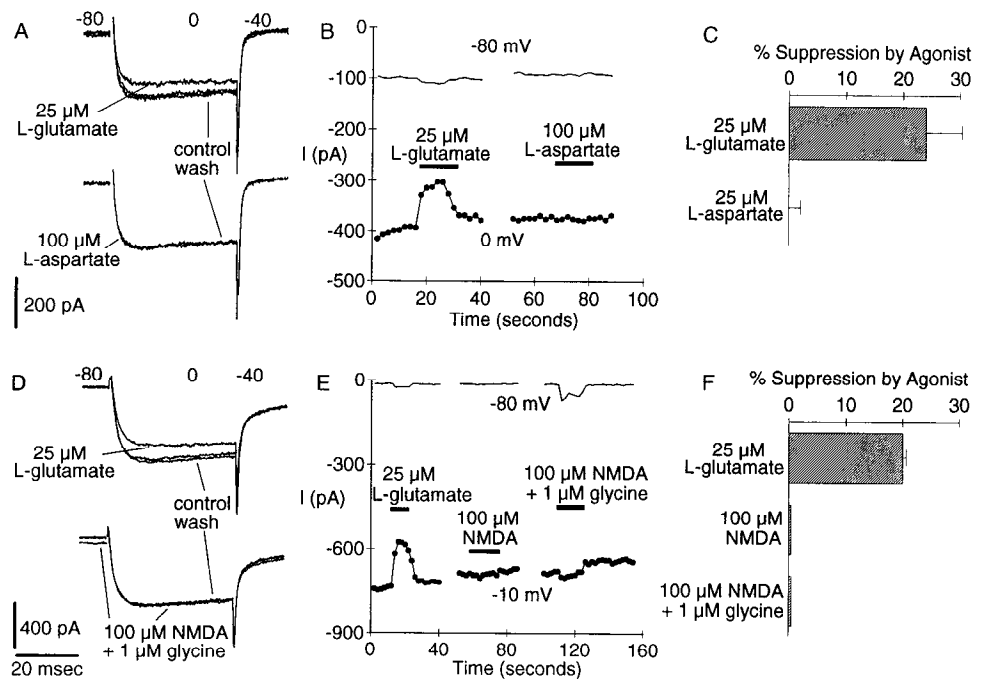 A
-80 0 -40
25 µM
L-glutamate
control
wash
100 µM
L-aspartate
200 pA
B
0
-100
-200
-300
-400
-500
I (pA)
-80 mV
25 µM
L-glutamate
100 µM
L-aspartate
0 mV
0 20 40 60 80 100
Time (seconds)
C
% Suppression by Agonist
0 10 20 30
25 µM
L-glutamate
25 µM
L-aspartate
D
-80 0 -40
25 µM
L-glutamate
control
wash
100 µM NMDA
+ 1 µM glycine
400 pA
20 msec
E
0
-300
-600
-900
I (pA)
-80 mV
25 µM
L-glutamate
100 µM
NMDA
100 µM NMDA
+ 1 µM glycine
-10 mV
0 40 80 120 160
Time (seconds)
F
% Suppression by Agonist
0 10 20 30
25 µM
L-glutamate
100 µM
NMDA
100 µM NMDA
+ 1 µM glycine